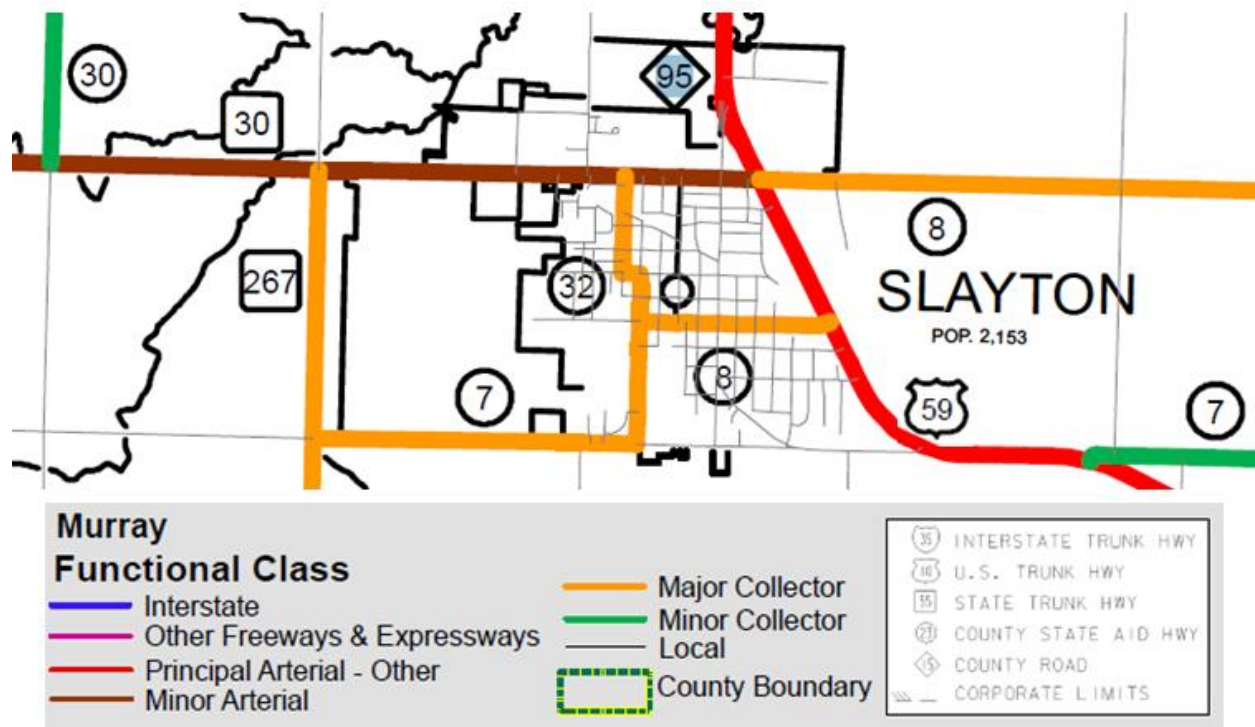 30
30
95
8
267
32
SLAYTON
POP. 2,153
7
8
59
7
Murray
Functional Class
Interstate
Other Freeways & Expressways
Principal Arterial - Other
Minor Arterial
Major Collector
Minor Collector
Local
County Boundary
35 INTERSTATE TRUNK HWY
10 U.S. TRUNK HWY
55 STATE TRUNK HWY
COUNTY STATE AID HWY
15 COUNTY ROAD
CORPORATE LIMITS